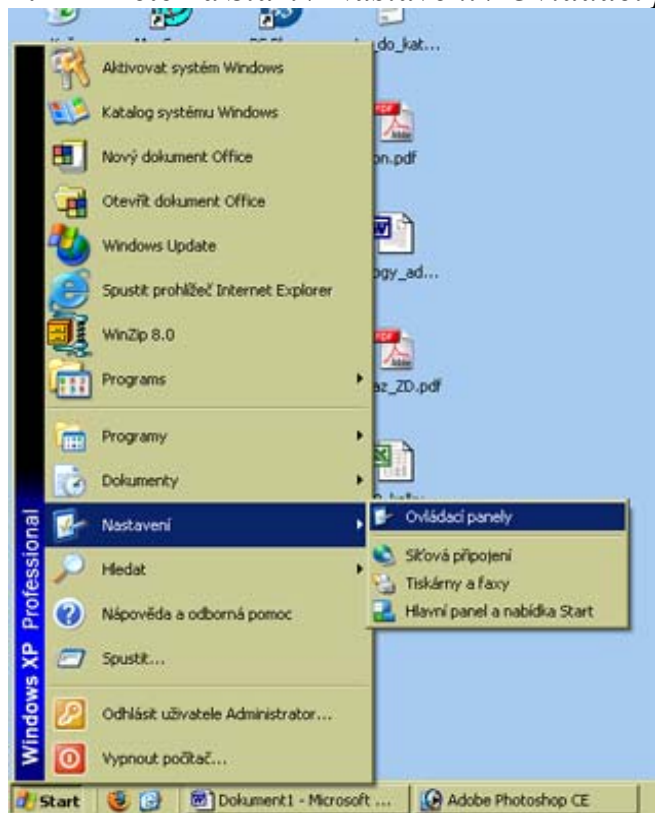 do_kat...
Aktivovat systém Windows
Katalog systému Windows
Nový dokument Office
on.pdf
Otevřít dokument Office
Windows Update
ogy_ad...
Spustit prohlížeč Internet Explorer
WinZip 8.0
Programs
az_ZD.pdf
Programy
Dokumenty
Nastavení
Ovládací panely
Síťová připojení
Hledat
Tiskárny a faxy
Nápověda a odborná pomoc
Hlavní panel a nabídka Start
Spustit...
Odhlásit uživatele Administrator...
Vypnout počítač...
Windows XP Professional
Start
Dokument1 - Microsoft ...
Adobe Photoshop CE